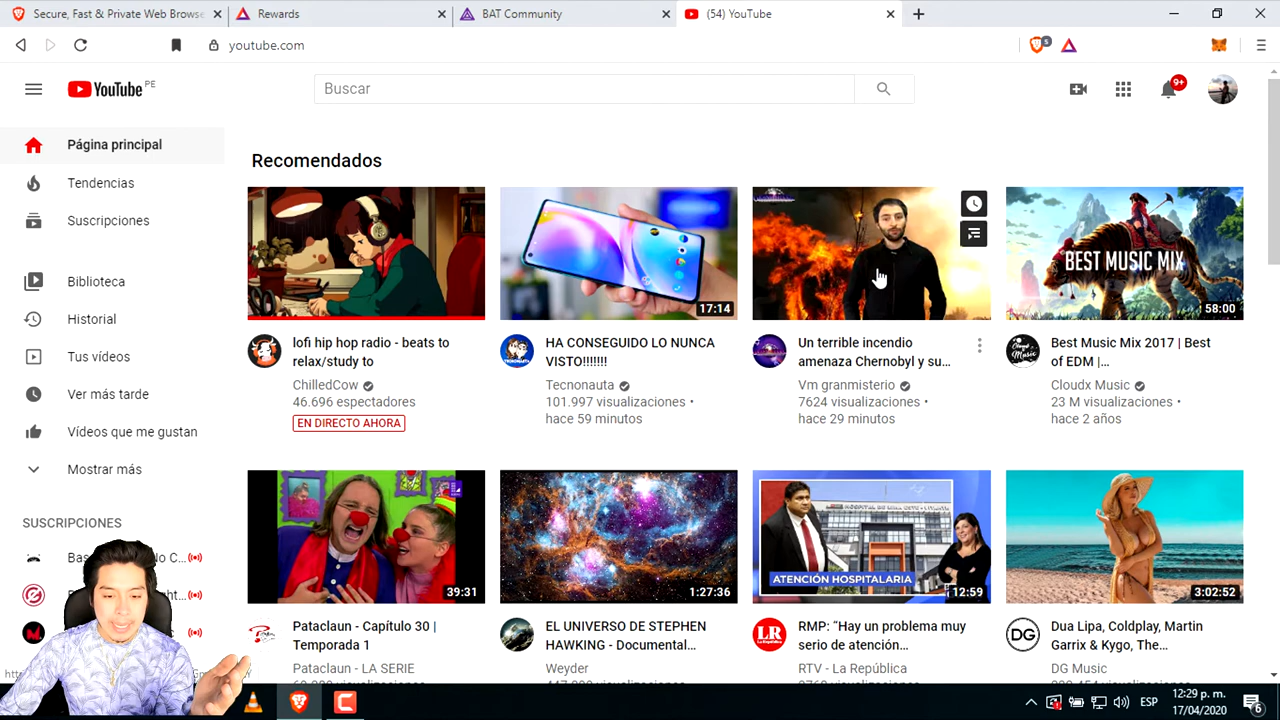 Secure, Fast & Private Web Browse
Rewards
BAT Community
(54) YouTube
youtube.com
5
YouTube PE
Buscar
9+
Página principal
Tendencias
Suscripciones
Biblioteca
Historial
Tus vídeos
Ver más tarde
Vídeos que me gustan
Mostrar más
SUSCRIPCIONES
Recomendados
lofi hip hop radio - beats to
relax/study to
ChilledCow
46.696 espectadores
EN DIRECTO AHORA
17:14
HA CONSEGUIDO LO NUNCA
VISTO!!!!!!!
Tecnonauta
101.997 visualizaciones •
hace 59 minutos
Un terrible incendio
amenaza Chernobyl y su…
Vm granmisterio
7624 visualizaciones •
hace 29 minutos
BEST MUSIC MIX
58:00
Best Music Mix 2017 | Best
of EDM |…
Cloudx Music
23 M visualizaciones •
hace 2 años
39:31
Pataclaun - Capítulo 30 |
Temporada 1
Pataclaun - LA SERIE
1:27:36
EL UNIVERSO DE STEPHEN
HAWKING - Documental…
Weyder
ATENCIÓN HOSPITALARIA
12:59
LR
RMP: “Hay un problema muy
serio de atención…
RTV - La República
3:02:52
DG
Dua Lipa, Coldplay, Martin
Garrix & Kygo, The…
DG Music
ESP
12:29 p. m.
17/04/2020
6